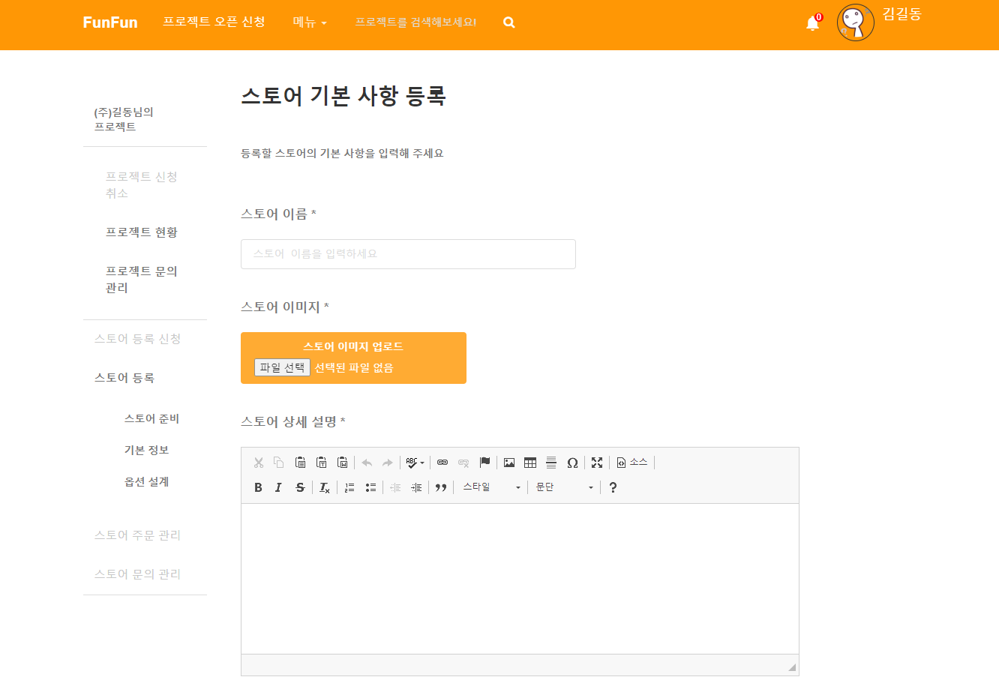 FunFun 프로젝트 오픈 신청 메뉴 프로젝트를 검색해보세요! 0 김길동
(주)길동님의
프로젝트
프로젝트 신청
취소
프로젝트 현황
프로젝트 문의
관리
스토어 등록 신청
스토어 등록
스토어 준비
기본 정보
옵션 설계
스토어 주문 관리
스토어 문의 관리
스토어 기본 사항 등록
등록할 스토어의 기본 사항을 입력해 주세요
스토어 이름 *
스토어 이름을 입력하세요
스토어 이미지 *
스토어 이미지 업로드
파일 선택 선택된 파일 없음
스토어 상세 설명 *
ABC Ω 소스
B I S Tx 스타일 문단 ?